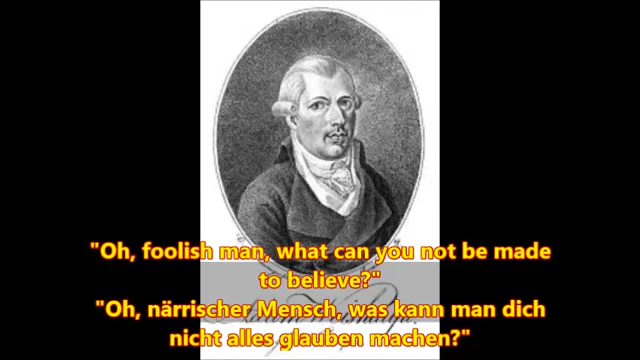 "Oh, foolish man, what can you not be made
to believe?"
"Oh, närrischer Mensch, was kann man dich
nicht alles glauben machen?"